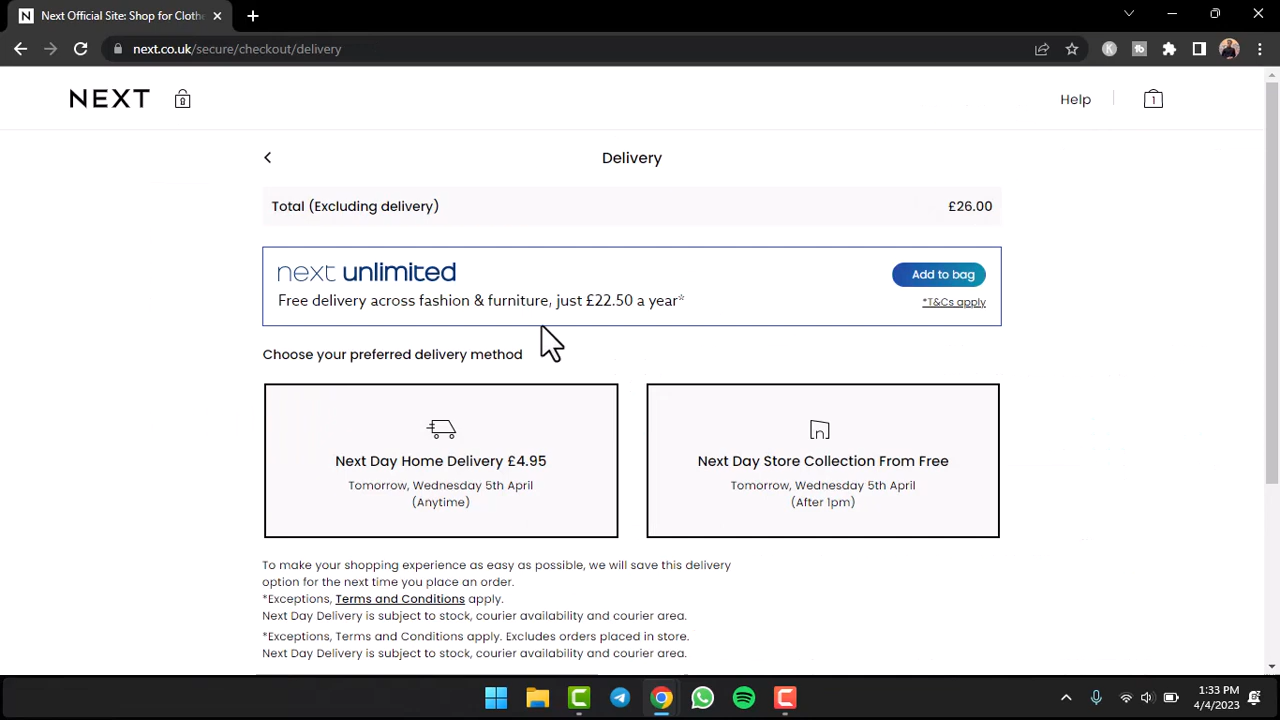 Next Official Site: Shop for Clothe
next.co.uk/secure/checkout/delivery
NEXT
Help
1
Delivery
Total (Excluding delivery) £26.00
next unlimited
Add to bag
Free delivery across fashion & furniture, just £22.50 a year*
*T&Cs apply
Choose your preferred delivery method
Next Day Home Delivery £4.95
Tomorrow, Wednesday 5th April
(Anytime)
Next Day Store Collection From Free
Tomorrow, Wednesday 5th April
(After 1pm)
To make your shopping experience as easy as possible, we will save this delivery
option for the next time you place an order.
*Exceptions, Terms and Conditions apply.
Next Day Delivery is subject to stock, courier availability and courier area.
*Exceptions, Terms and Conditions apply. Excludes orders placed in store.
Next Day Delivery is subject to stock, courier availability and courier area.
1:33 PM
4/4/2023